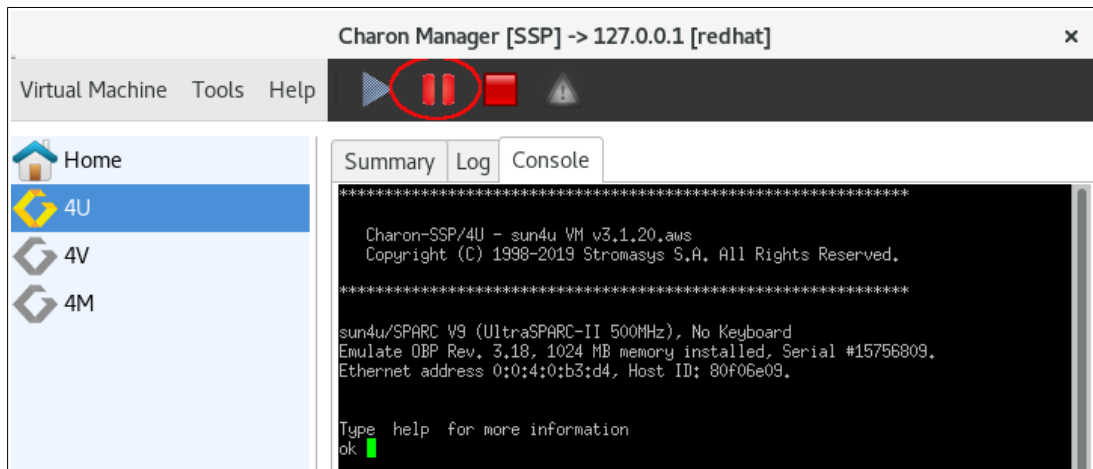 Charon Manager [SSP] -> 127.0.0.1 [redhat]
Virtual Machine Tools Help
Home
4U
4V
4M
Summary Log Console
***************************************************************
Charon-SSP/4U - sun4u VM v3.1.20.aws
Copyright (C) 1998-2019 Stromasys S.A. All Rights Reserved.
***************************************************************
sun4u/SPARC V9 (UltraSPARC-II 500MHz), No Keyboard
Emulate OBP Rev. 3.18, 1024 MB memory installed, Serial #15756809.
Ethernet address 0:0:4:0:b3:d4, Host ID: 80f06e09.
Type help for more information
ok